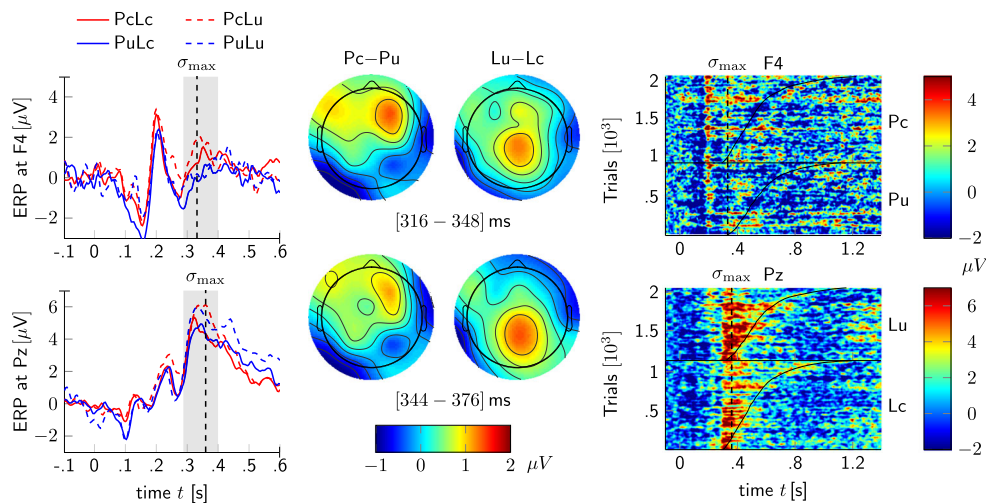 PcLc PcLu
PuLc PuLu
σmax
ERP at F4 [μV]
4
2
0
−2
-.1 0 .1 .2 .3 .4 .5 .6
σmax
ERP at Pz [μV]
6
4
2
0
−2
-.1 0 .1 .2 .3 .4 .5 .6
time t [s]
Pc−Pu Lu−Lc
[316 − 348] ms
[344 − 376] ms
−1 0 1 2 μV
σmax F4
Trials [10³]
2
1.5
1
.5
0 .4 .8 1.2
Pc
Pu
4
2
0
−2
μV
σmax Pz
Trials [10³]
2
1.5
1
.5
0 .4 .8 1.2
time t [s]
Lu
Lc
6
4
2
0
−2